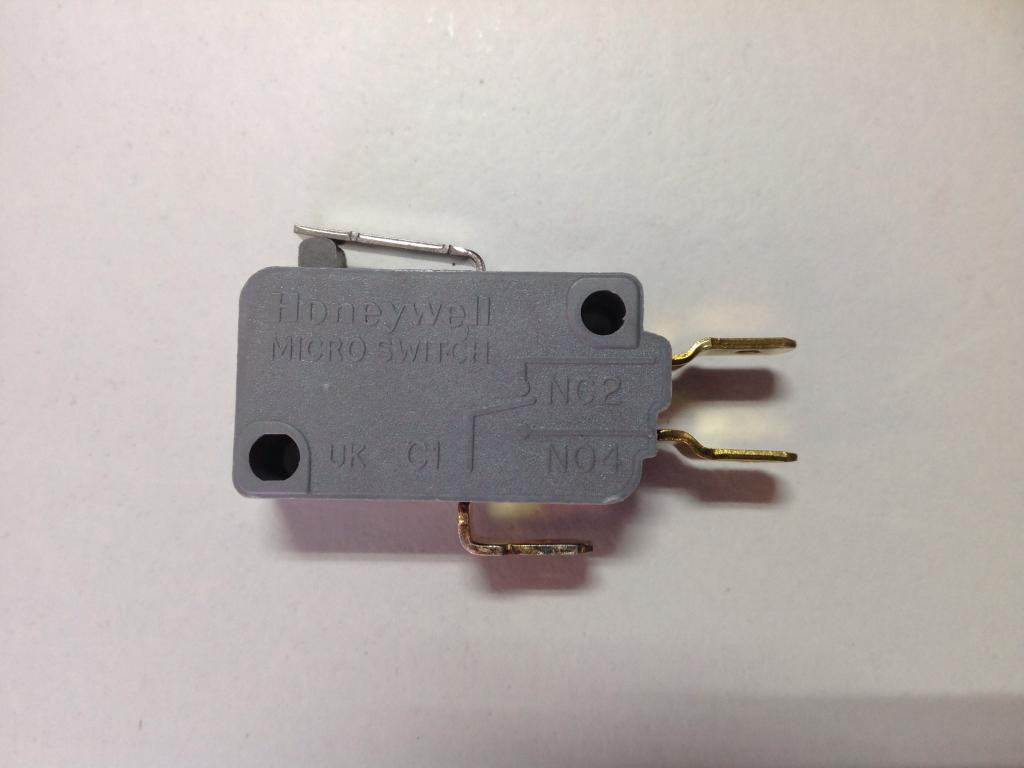 Honeywell
MICRO SWITCH
NC2
UK C1 NO4